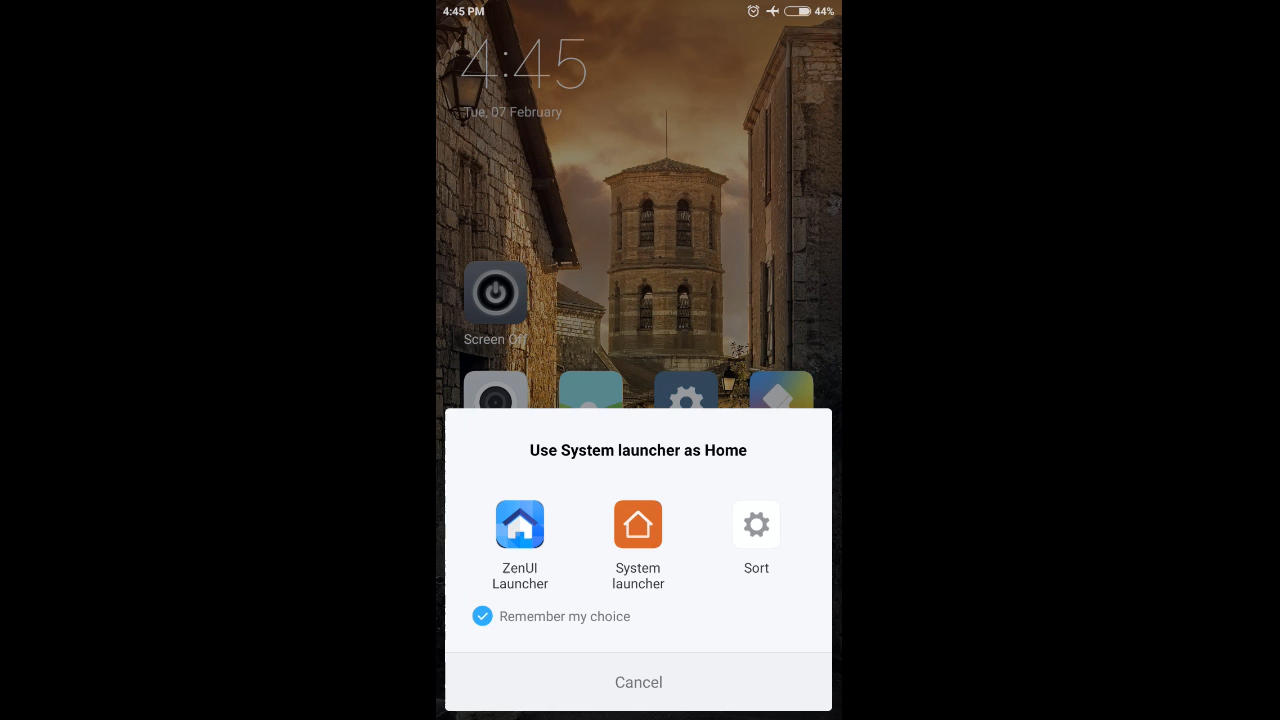 4:45 PM
44%
4:45
Tue, 07 February
Screen Off
Use System launcher as Home
ZenUI
Launcher
System
launcher
Sort
Remember my choice
Cancel